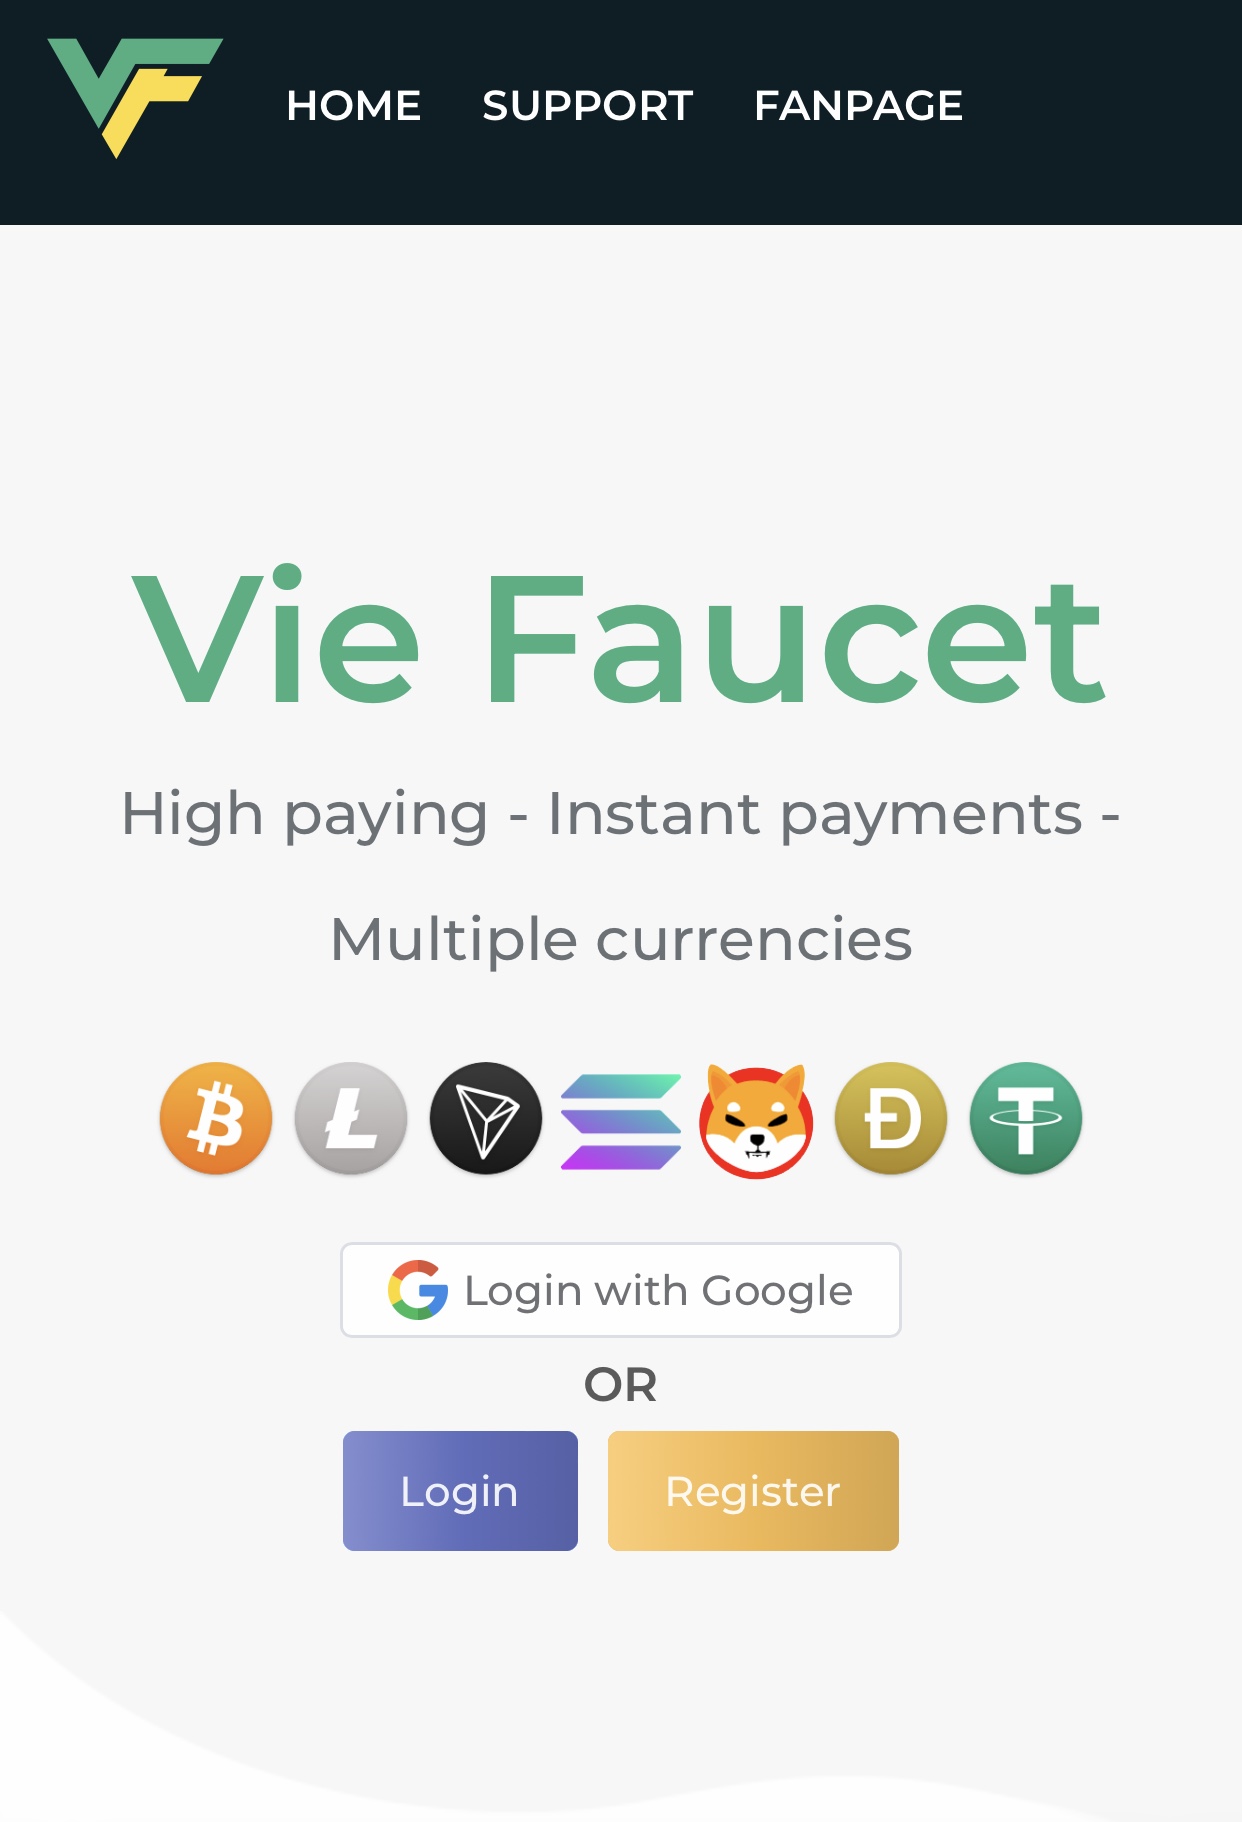 HOME SUPPORT FANPAGE
Vie Faucet
High paying - Instant payments -
Multiple currencies
Login with Google
OR
Login Register